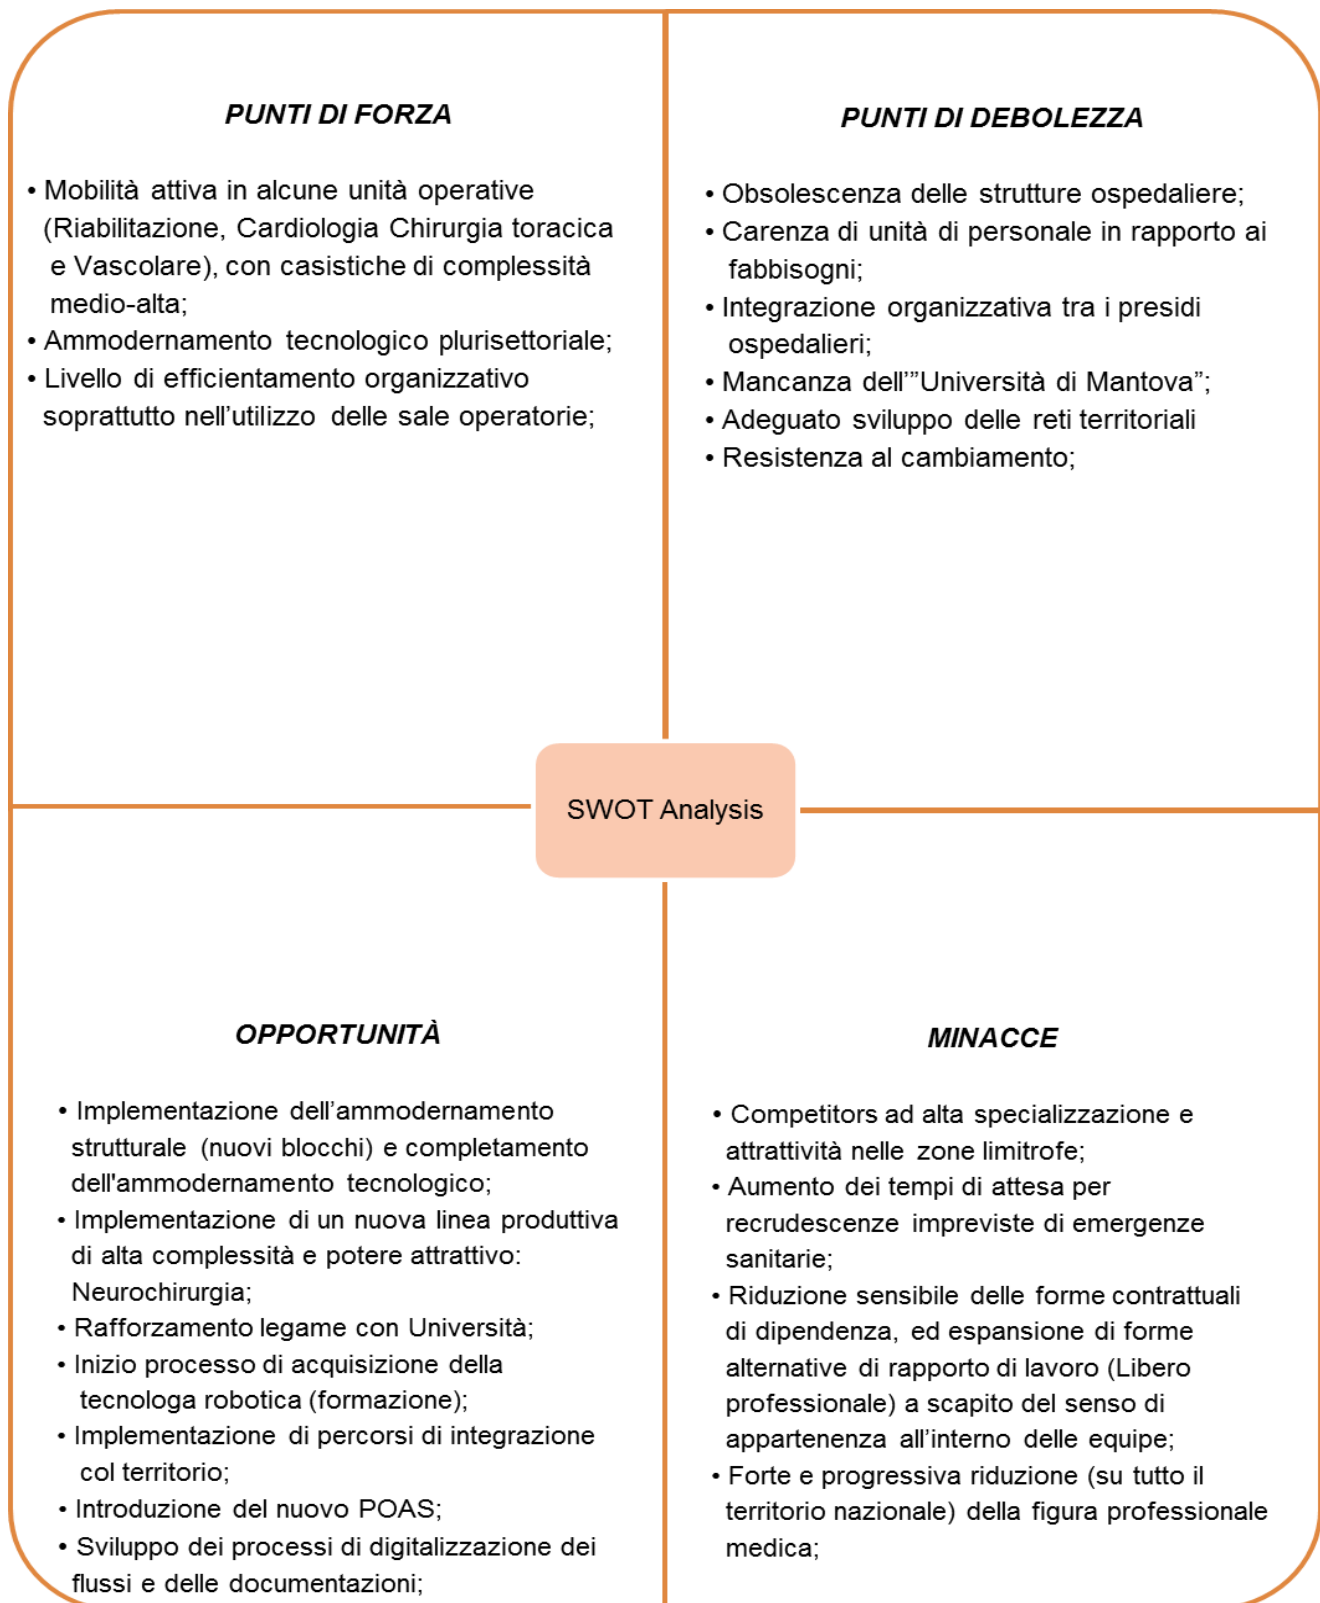 PUNTI DI FORZA
• Mobilità attiva in alcune unità operative
(Riabilitazione, Cardiologia Chirurgia toracica
e Vascolare), con casistiche di complessità
medio-alta;
• Ammodernamento tecnologico plurisettoriale;
• Livello di efficientamento organizzativo
soprattutto nell’utilizzo delle sale operatorie;
PUNTI DI DEBOLEZZA
• Obsolescenza delle strutture ospedaliere;
• Carenza di unità di personale in rapporto ai
fabbisogni;
• Integrazione organizzativa tra i presidi
ospedalieri;
• Mancanza dell’”Università di Mantova”;
• Adeguato sviluppo delle reti territoriali
• Resistenza al cambiamento;
SWOT Analysis
OPPORTUNITÀ
• Implementazione dell’ammodernamento
strutturale (nuovi blocchi) e completamento
dell'ammodernamento tecnologico;
• Implementazione di un nuova linea produttiva
di alta complessità e potere attrattivo:
Neurochirurgia;
• Rafforzamento legame con Università;
• Inizio processo di acquisizione della
tecnologa robotica (formazione);
• Implementazione di percorsi di integrazione
col territorio;
• Introduzione del nuovo POAS;
• Sviluppo dei processi di digitalizzazione dei
flussi e delle documentazioni;
MINACCE
• Competitors ad alta specializzazione e
attrattività nelle zone limitrofe;
• Aumento dei tempi di attesa per
recrudescenze impreviste di emergenze
sanitarie;
• Riduzione sensibile delle forme contrattuali
di dipendenza, ed espansione di forme
alternative di rapporto di lavoro (Libero
professionale) a scapito del senso di
appartenenza all’interno delle equipe;
• Forte e progressiva riduzione (su tutto il
territorio nazionale) della figura professionale
medica;